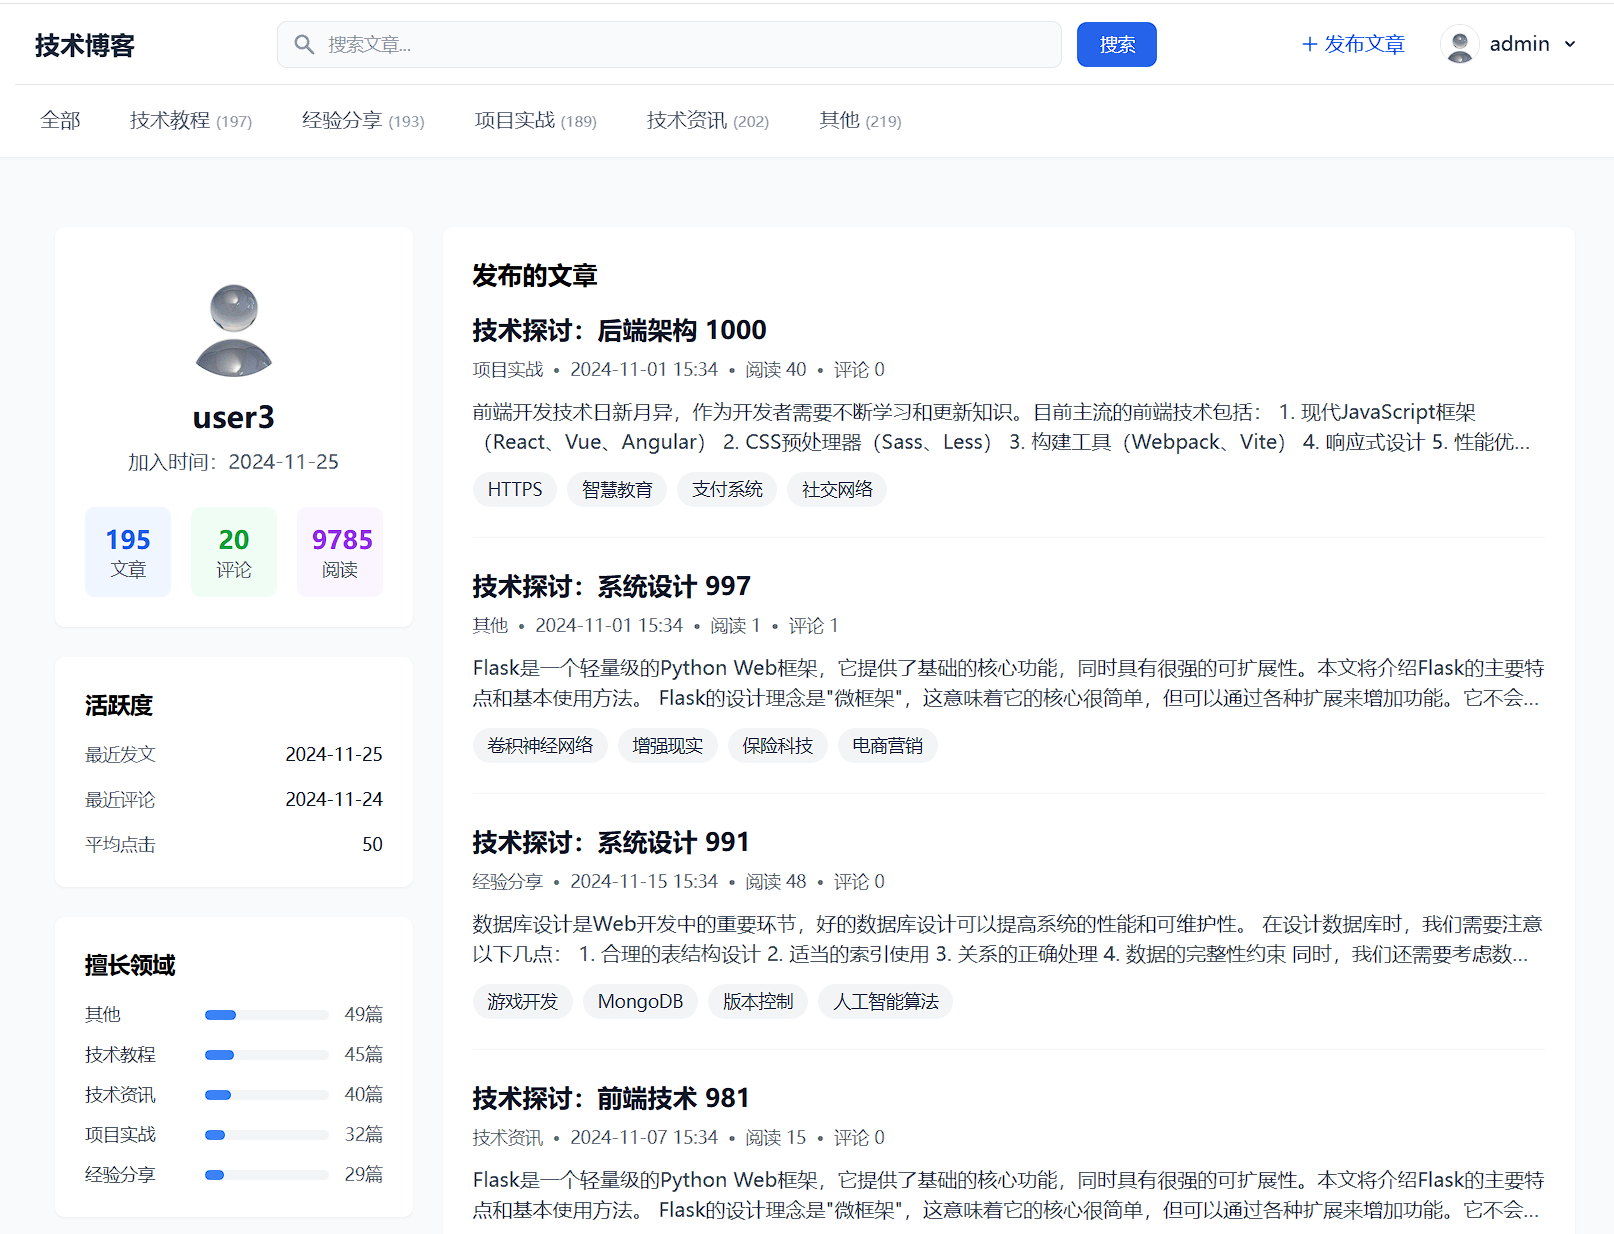 技术博客
搜索文章...
搜索
+ 发布文章
admin
全部
技术教程 (197)
经验分享 (193)
项目实战 (189)
技术资讯 (202)
其他 (219)
user3
加入时间：2024-11-25
195
文章
20
评论
9785
阅读
活跃度
最近发文 2024-11-25
最近评论 2024-11-24
平均点击 50
擅长领域
其他 49篇
技术教程 45篇
技术资讯 40篇
项目实战 32篇
经验分享 29篇
发布的文章
技术探讨：后端架构 1000
项目实战 • 2024-11-01 15:34 • 阅读 40 • 评论 0
前端开发技术日新月异，作为开发者需要不断学习和更新知识。目前主流的前端技术包括： 1. 现代JavaScript框架
（React、Vue、Angular） 2. CSS预处理器（Sass、Less） 3. 构建工具（Webpack、Vite） 4. 响应式设计 5. 性能优...
HTTPS 智慧教育 支付系统 社交网络
技术探讨：系统设计 997
其他 • 2024-11-01 15:34 • 阅读 1 • 评论 1
Flask是一个轻量级的Python Web框架，它提供了基础的核心功能，同时具有很强的可扩展性。本文将介绍Flask的主要特
点和基本使用方法。 Flask的设计理念是"微框架"，这意味着它的核心很简单，但可以通过各种扩展来增加功能。它不会...
卷积神经网络 增强现实 保险科技 电商营销
技术探讨：系统设计 991
经验分享 • 2024-11-15 15:34 • 阅读 48 • 评论 0
数据库设计是Web开发中的重要环节，好的数据库设计可以提高系统的性能和可维护性。 在设计数据库时，我们需要注意
以下几点： 1. 合理的表结构设计 2. 适当的索引使用 3. 关系的正确处理 4. 数据的完整性约束 同时，我们还需要考虑数...
游戏开发 MongoDB 版本控制 人工智能算法
技术探讨：前端技术 981
技术资讯 • 2024-11-07 15:34 • 阅读 15 • 评论 0
Flask是一个轻量级的Python Web框架，它提供了基础的核心功能，同时具有很强的可扩展性。本文将介绍Flask的主要特
点和基本使用方法。 Flask的设计理念是"微框架"，这意味着它的核心很简单，但可以通过各种扩展来增加功能。它不会...